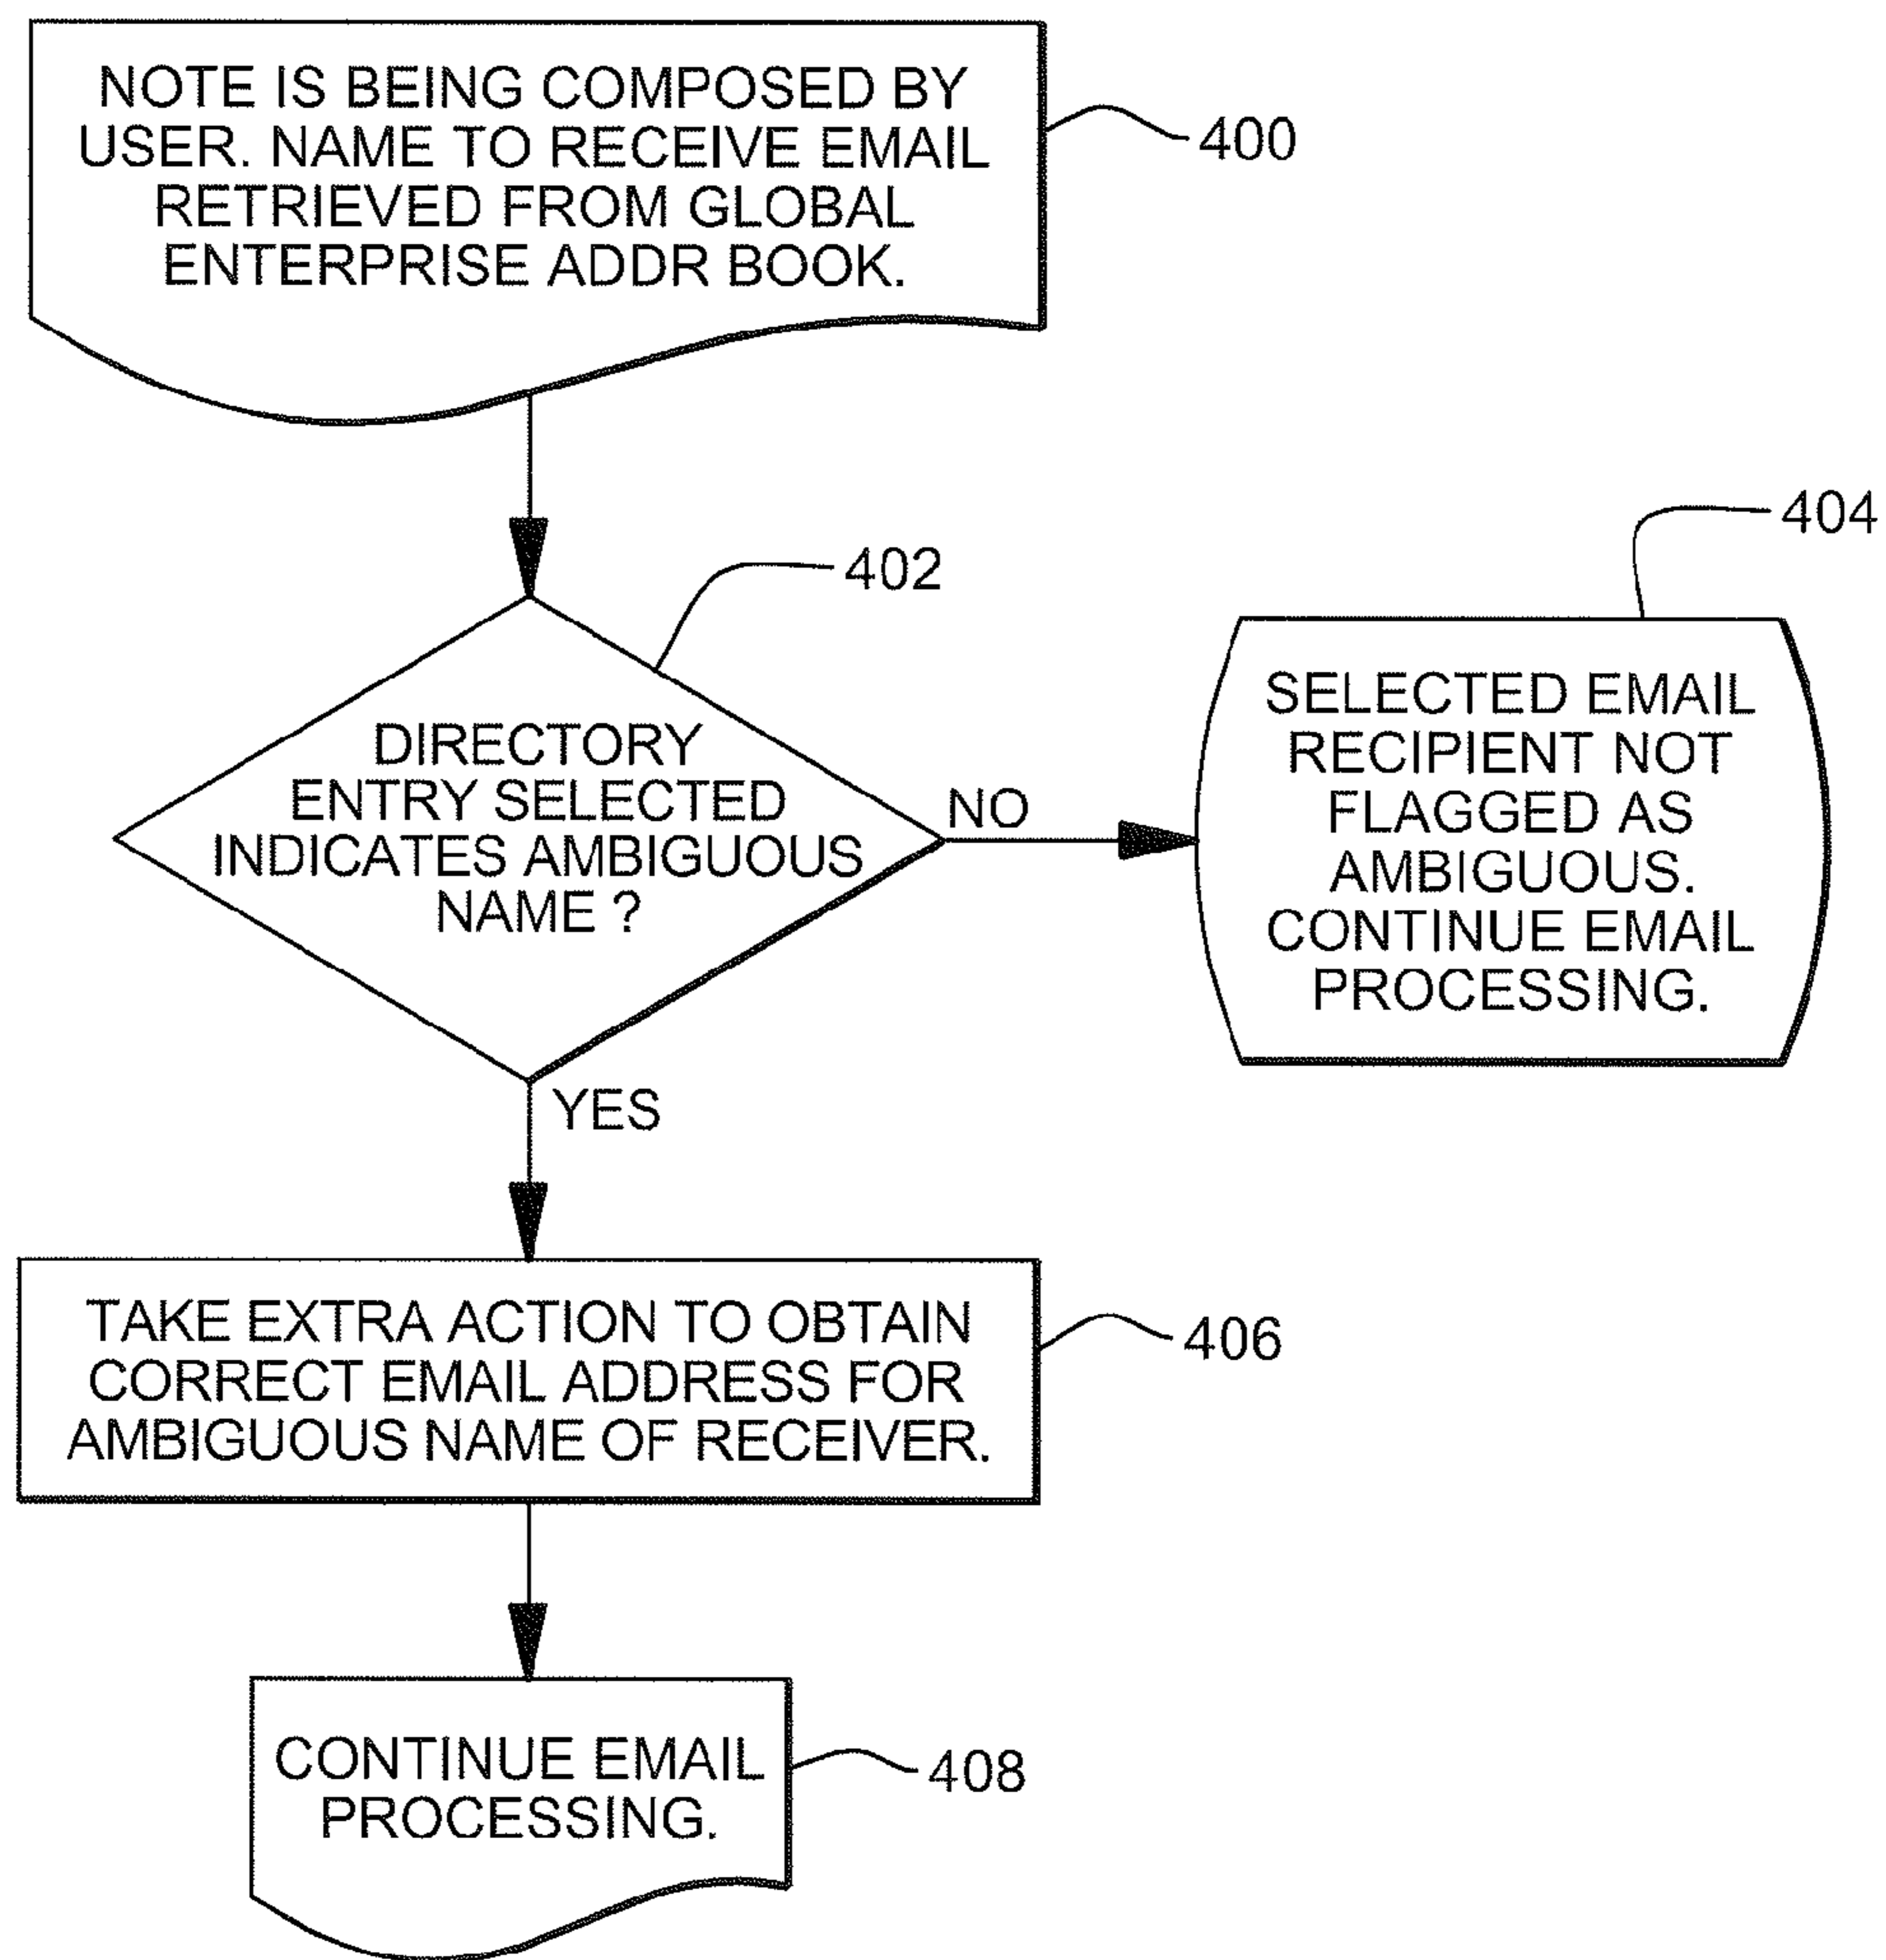 NOTE IS BEING COMPOSED BY
USER. NAME TO RECEIVE EMAIL
RETRIEVED FROM GLOBAL
ENTERPRISE ADDR BOOK.
400
402
DIRECTORY
ENTRY SELECTED
INDICATES AMBIGUOUS
NAME ?
NO
404
SELECTED EMAIL
RECIPIENT NOT
FLAGGED AS
AMBIGUOUS.
CONTINUE EMAIL
PROCESSING.
YES
TAKE EXTRA ACTION TO OBTAIN
CORRECT EMAIL ADDRESS FOR
AMBIGUOUS NAME OF RECEIVER.
406
CONTINUE EMAIL
PROCESSING.
408